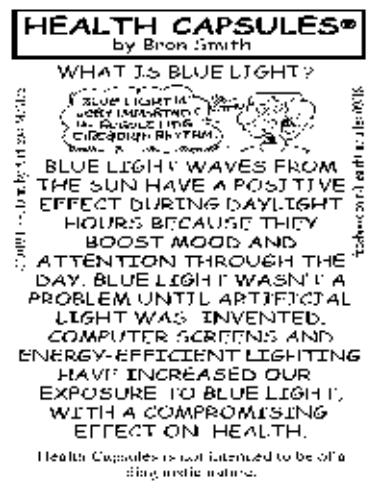 HEALTH CAPSULES®
by Bron Smith
WHAT IS BLUE LIGHT?
BLUE LIGHT IS
VERY IMPORTANT
IN REGULATING
CIRCADIAN RHYTHM.
BLUE LIGHT WAVES FROM
THE SUN HAVE A POSITIVE
EFFECT DURING DAYLIGHT
HOURS BECAUSE THEY
BOOST MOOD AND
ATTENTION THROUGH THE
DAY. BLUE LIGHT WASN'T A
PROBLEM UNTIL ARTIFICIAL
LIGHT WAS INVENTED.
COMPUTER SCREENS AND
ENERGY-EFFICIENT LIGHTING
HAVE INCREASED OUR
EXPOSURE TO BLUE LIGHT,
WITH A COMPROMISING
EFFECT ON HEALTH.
Health Capsules is not intended to be of a
diagnostic nature.